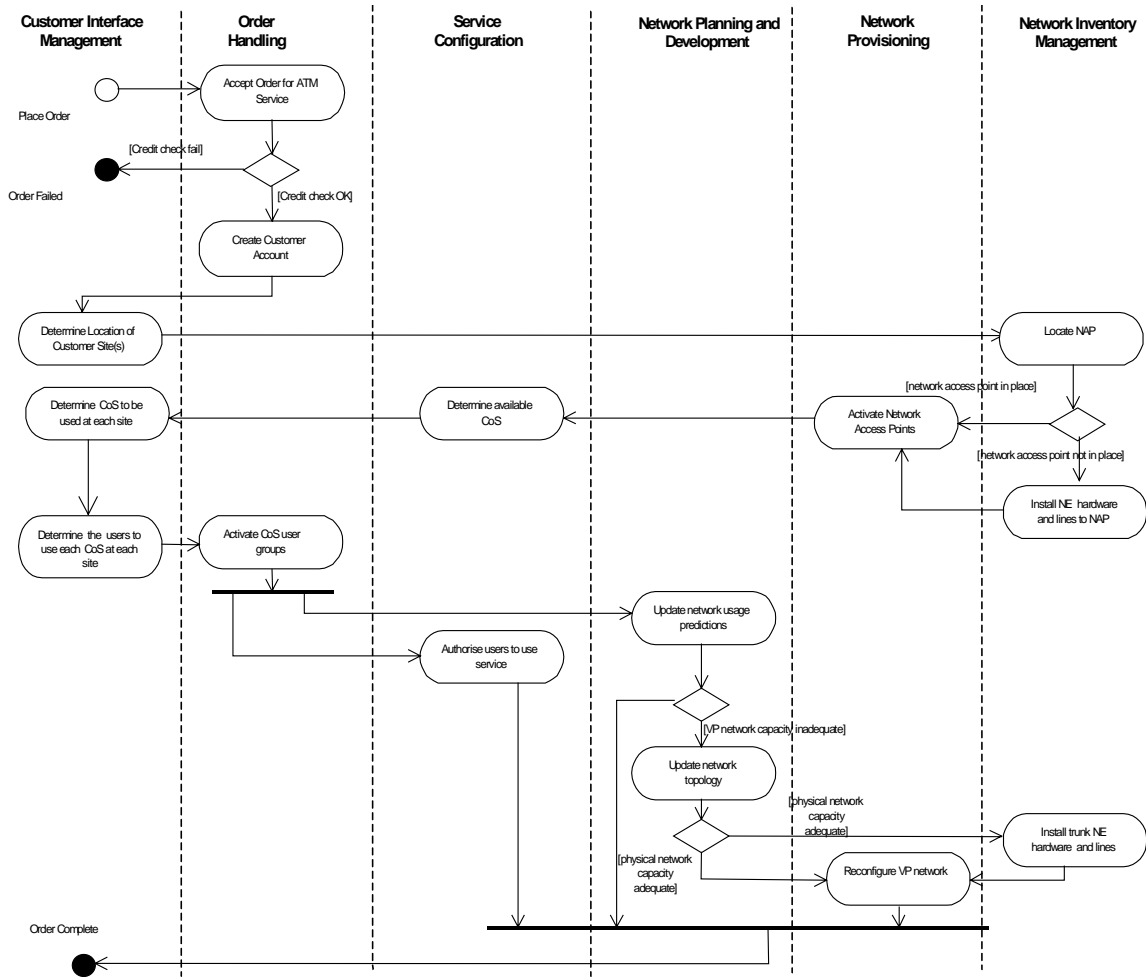 Customer Interface
Management
Order
Handling
Service
Configuration
Network Planning and
Development
Network
Provisioning
Network Inventory
Management
Accept Order for ATM
Service
Place Order
[Credit check fail]
Order Failed
[Credit check OK]
Create Customer
Account
Determine Location of
Customer Site(s)
Locate NAP
[network access point in place]
Determine CoS to be
used at each site
Determine available
CoS
Activate Network
Access Points
[network access point not in place]
Install NE hardware
and lines to NAP
Determine the users to
use each CoS at each
site
Activate CoS user
groups
Update network usage
predictions
Authorise users to use
service
[VP network capacity inadequate]
Update network
topology
[physical network
capacity
adequate]
Install trunk NE
hardware and lines
[physical network
capacity
adequate]
Reconfigure VP network
Order Complete